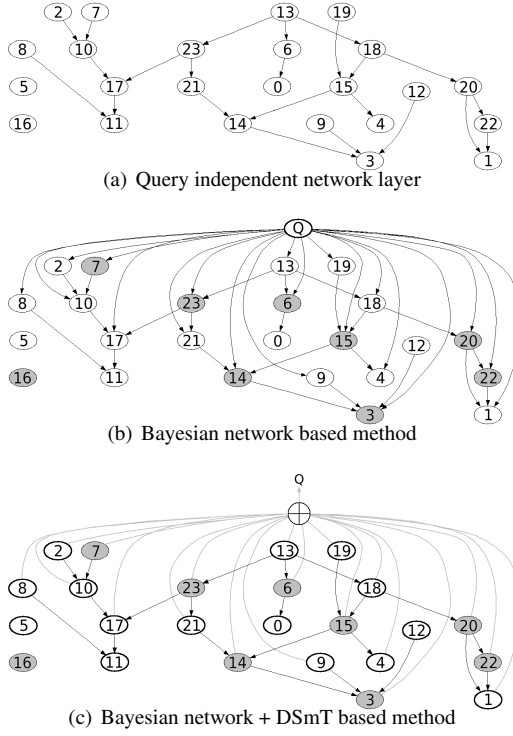 2 7 13 19
8 10 23 6 18
5 17 21 0 15 12 20
16 11 14 9 4 22
3 1
(a) Query independent network layer
Q
2 7 13 19
8 10 23 6 18
5 17 21 0 15 12 20
16 11 14 9 4 22
3 1
(b) Bayesian network based method
Q
2 7 13 19
8 10 23 6 18
5 17 21 0 15 12 20
16 11 14 9 4 22
3 1
(c) Bayesian network + DSmT based method